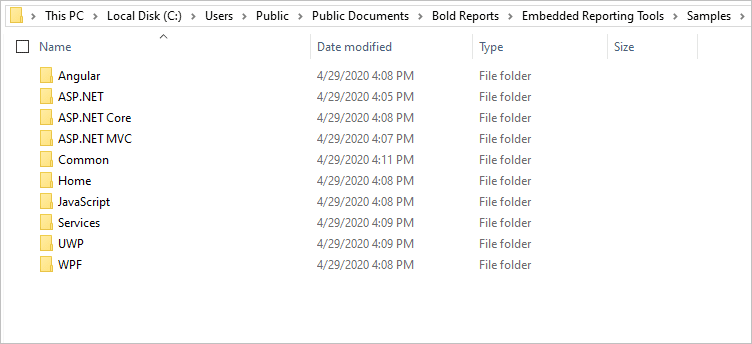 This PC > Local Disk (C:) > Users > Public > Public Documents > Bold Reports > Embedded Reporting Tools > Samples >
Name Date modified Type Size
Angular 4/29/2020 4:08 PM File folder
ASP.NET 4/29/2020 4:05 PM File folder
ASP.NET Core 4/29/2020 4:08 PM File folder
ASP.NET MVC 4/29/2020 4:07 PM File folder
Common 4/29/2020 4:11 PM File folder
Home 4/29/2020 4:08 PM File folder
JavaScript 4/29/2020 4:08 PM File folder
Services 4/29/2020 4:09 PM File folder
UWP 4/29/2020 4:09 PM File folder
WPF 4/29/2020 4:08 PM File folder